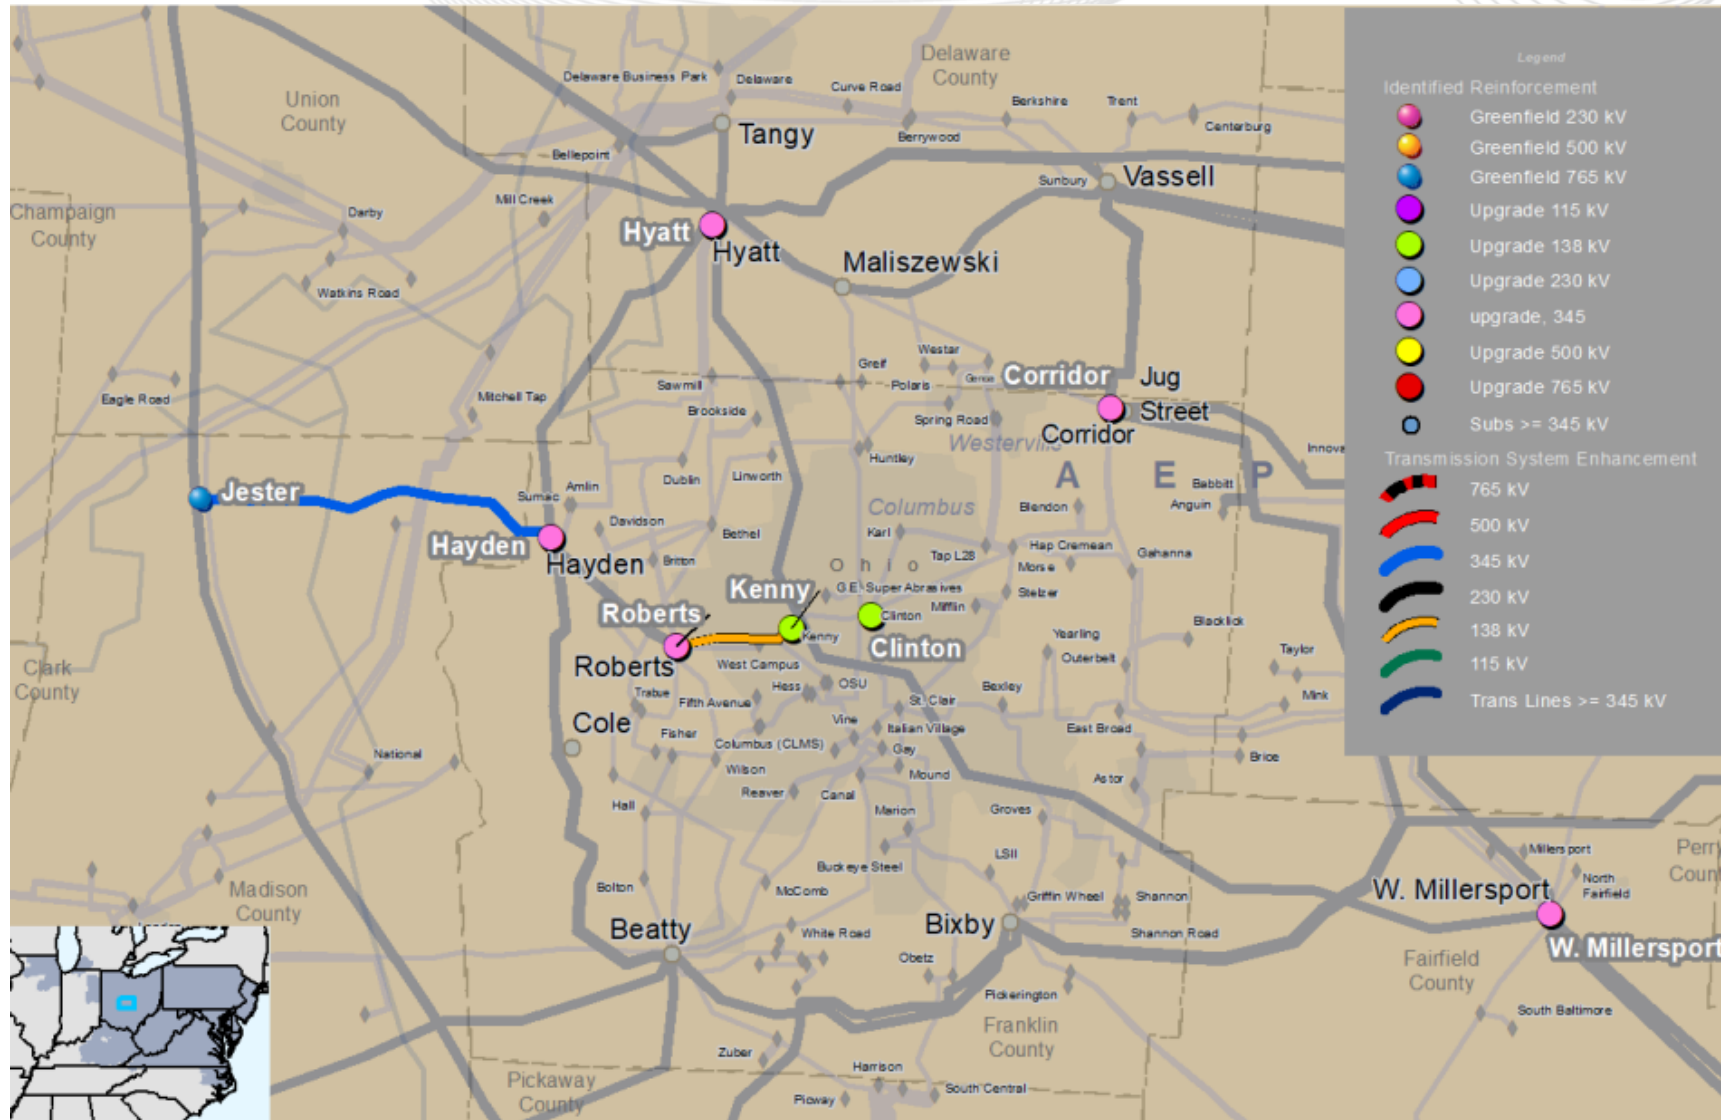 Delaware
County
Union
County
Delaware Business Park
Delaware
Curve Road
Berkshire
Trent
Centerburg
Tangy
Berrywood
Bellepoint
Sunbury
Vassell
Mill Creek
Champaign
County
Darby
Hyatt
Hyatt
Maliszewski
Watkins Road
Westar
Greif
Genoa
Corridor
Jug
Street
Corridor
Sawmill
Polaris
Eagle Road
Mitchell Tap
Brookside
Spring Road
Westerville
Huntley
Linworth
Dublin
A E P
Innova
Babbitt
Anguin
Jester
Sumac
Amlin
Columbus
Blendon
Davidson
Bethel
Karl
Hayden
Hayden
Britton
Ohio
Tap L28
Hap Cremean
Gahanna
Morse
Kenny
G.E. Super Abrasives
Stelzer
Mifflin
Roberts
Clinton
Kenny
Clinton
Blacklick
Yearling
Outerbelt
Taylor
Roberts
West Campus
Hess
OSU
Bexley
Mink
Clark
County
Trabue
Fifth Avenue
St. Clair
Cole
Vine
Italian Village
East Broad
Fisher
Columbus (CLMS)
Gay
Brice
National
Wilson
Mound
Astor
Reaver
Canal
Hall
Marion
Groves
LSII
Buckeye Steel
Millersport
Perry
Coun
Bolton
McComb
Griffin Wheel
Shannon
W. Millersport
North
Fairfield
Madison
County
Beatty
White Road
Bixby
Shannon Road
W. Millersport
Obetz
Fairfield
County
Pickerington
South Baltimore
Franklin
County
Zuber
Harrison
South Central
Pickaway
County
Picway
Legend
Identified Reinforcement
Greenfield 230 kV
Greenfield 500 kV
Greenfield 765 kV
Upgrade 115 kV
Upgrade 138 kV
Upgrade 230 kV
upgrade, 345
Upgrade 500 kV
Upgrade 765 kV
Subs >= 345 kV
Transmission System Enhancement
765 kV
500 kV
345 kV
230 kV
138 kV
115 kV
Trans Lines >= 345 kV